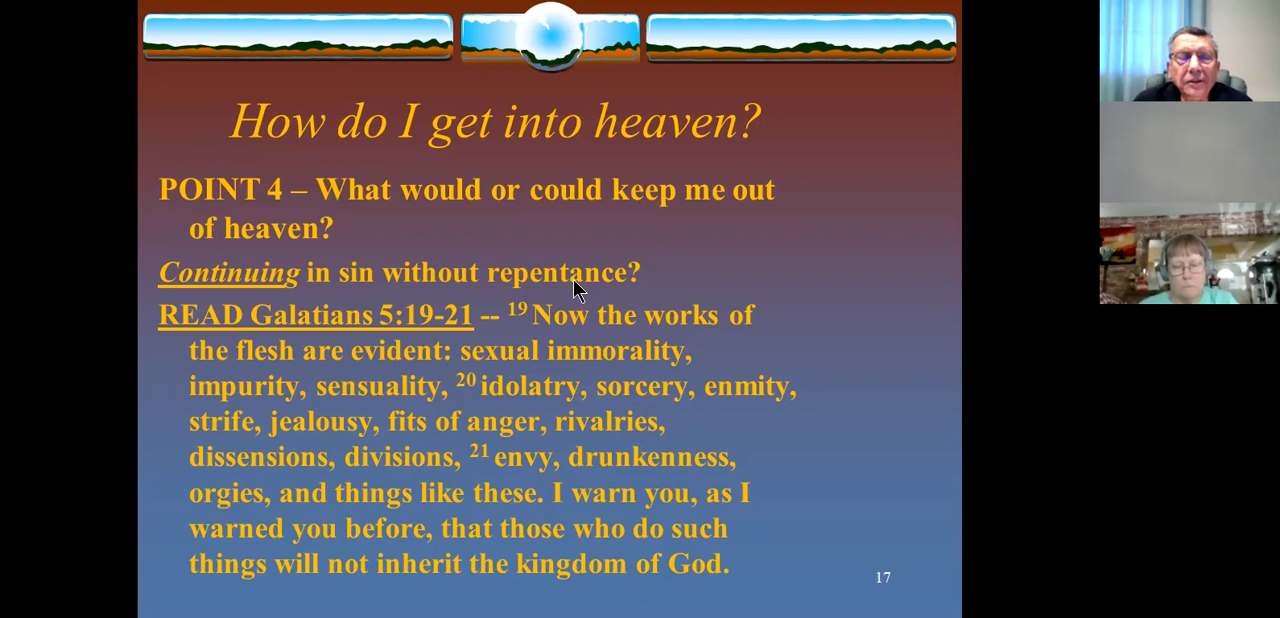 How do I get into heaven?
POINT 4 – What would or could keep me out
of heaven?
Continuing in sin without repentance?
READ Galatians 5:19-21 -- 19 Now the works of
the flesh are evident: sexual immorality,
impurity, sensuality, 20 idolatry, sorcery, enmity,
strife, jealousy, fits of anger, rivalries,
dissensions, divisions, 21 envy, drunkenness,
orgies, and things like these. I warn you, as I
warned you before, that those who do such
things will not inherit the kingdom of God.
17